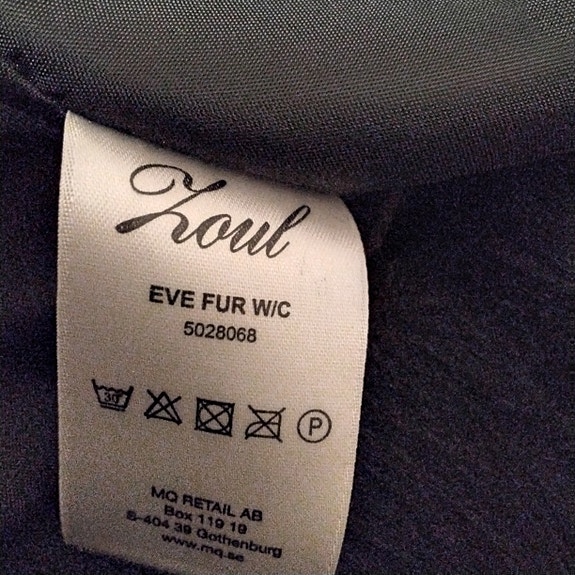 Zoul
EVE FUR W/C
5028068
30
P
MQ RETAIL AB
Box 119 19
S-404 39 Gothenburg
www.mq.se